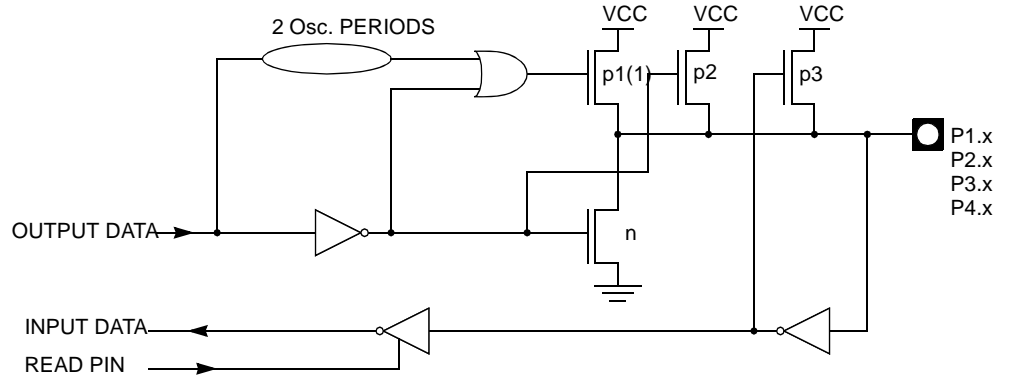 2 Osc. PERIODS
VCC
VCC
VCC
p1(1)
p2
p3
P1.x
P2.x
P3.x
P4.x
OUTPUT DATA
n
INPUT DATA
READ PIN